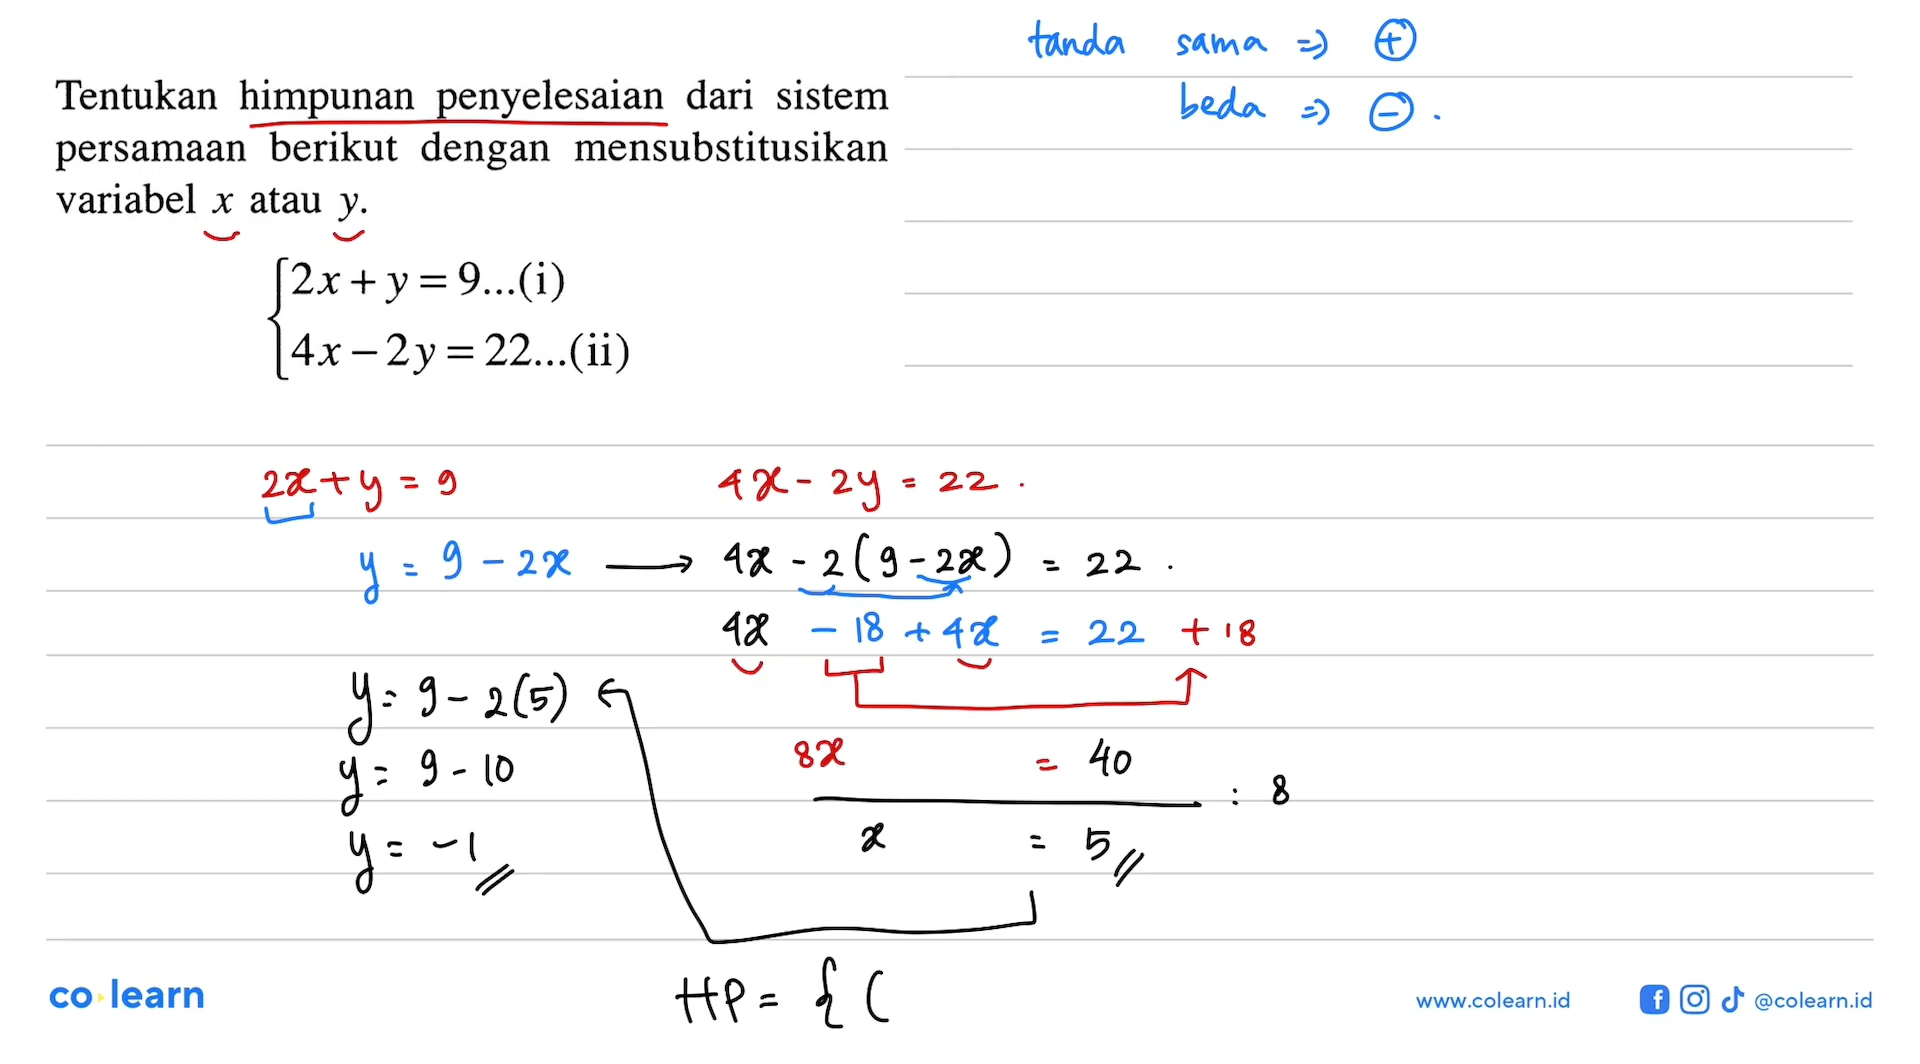 tanda sama => (+)
beda => (-).
Tentukan himpunan penyelesaian dari sistem
persamaan berikut dengan mensubstitusikan
variabel x atau y.
2x + y = 9...(i)
4x − 2y = 22...(ii)
2x + y = 9
4x - 2y = 22.
y = 9 - 2x → 4x - 2(9 - 2x) = 22.
4x - 18 + 4x = 22 + 18
y = 9 - 2(5)
8x = 40 : 8
y = 9 - 10
x = 5
y = -1
HP = { (
co learn
www.colearn.id
@colearn.id